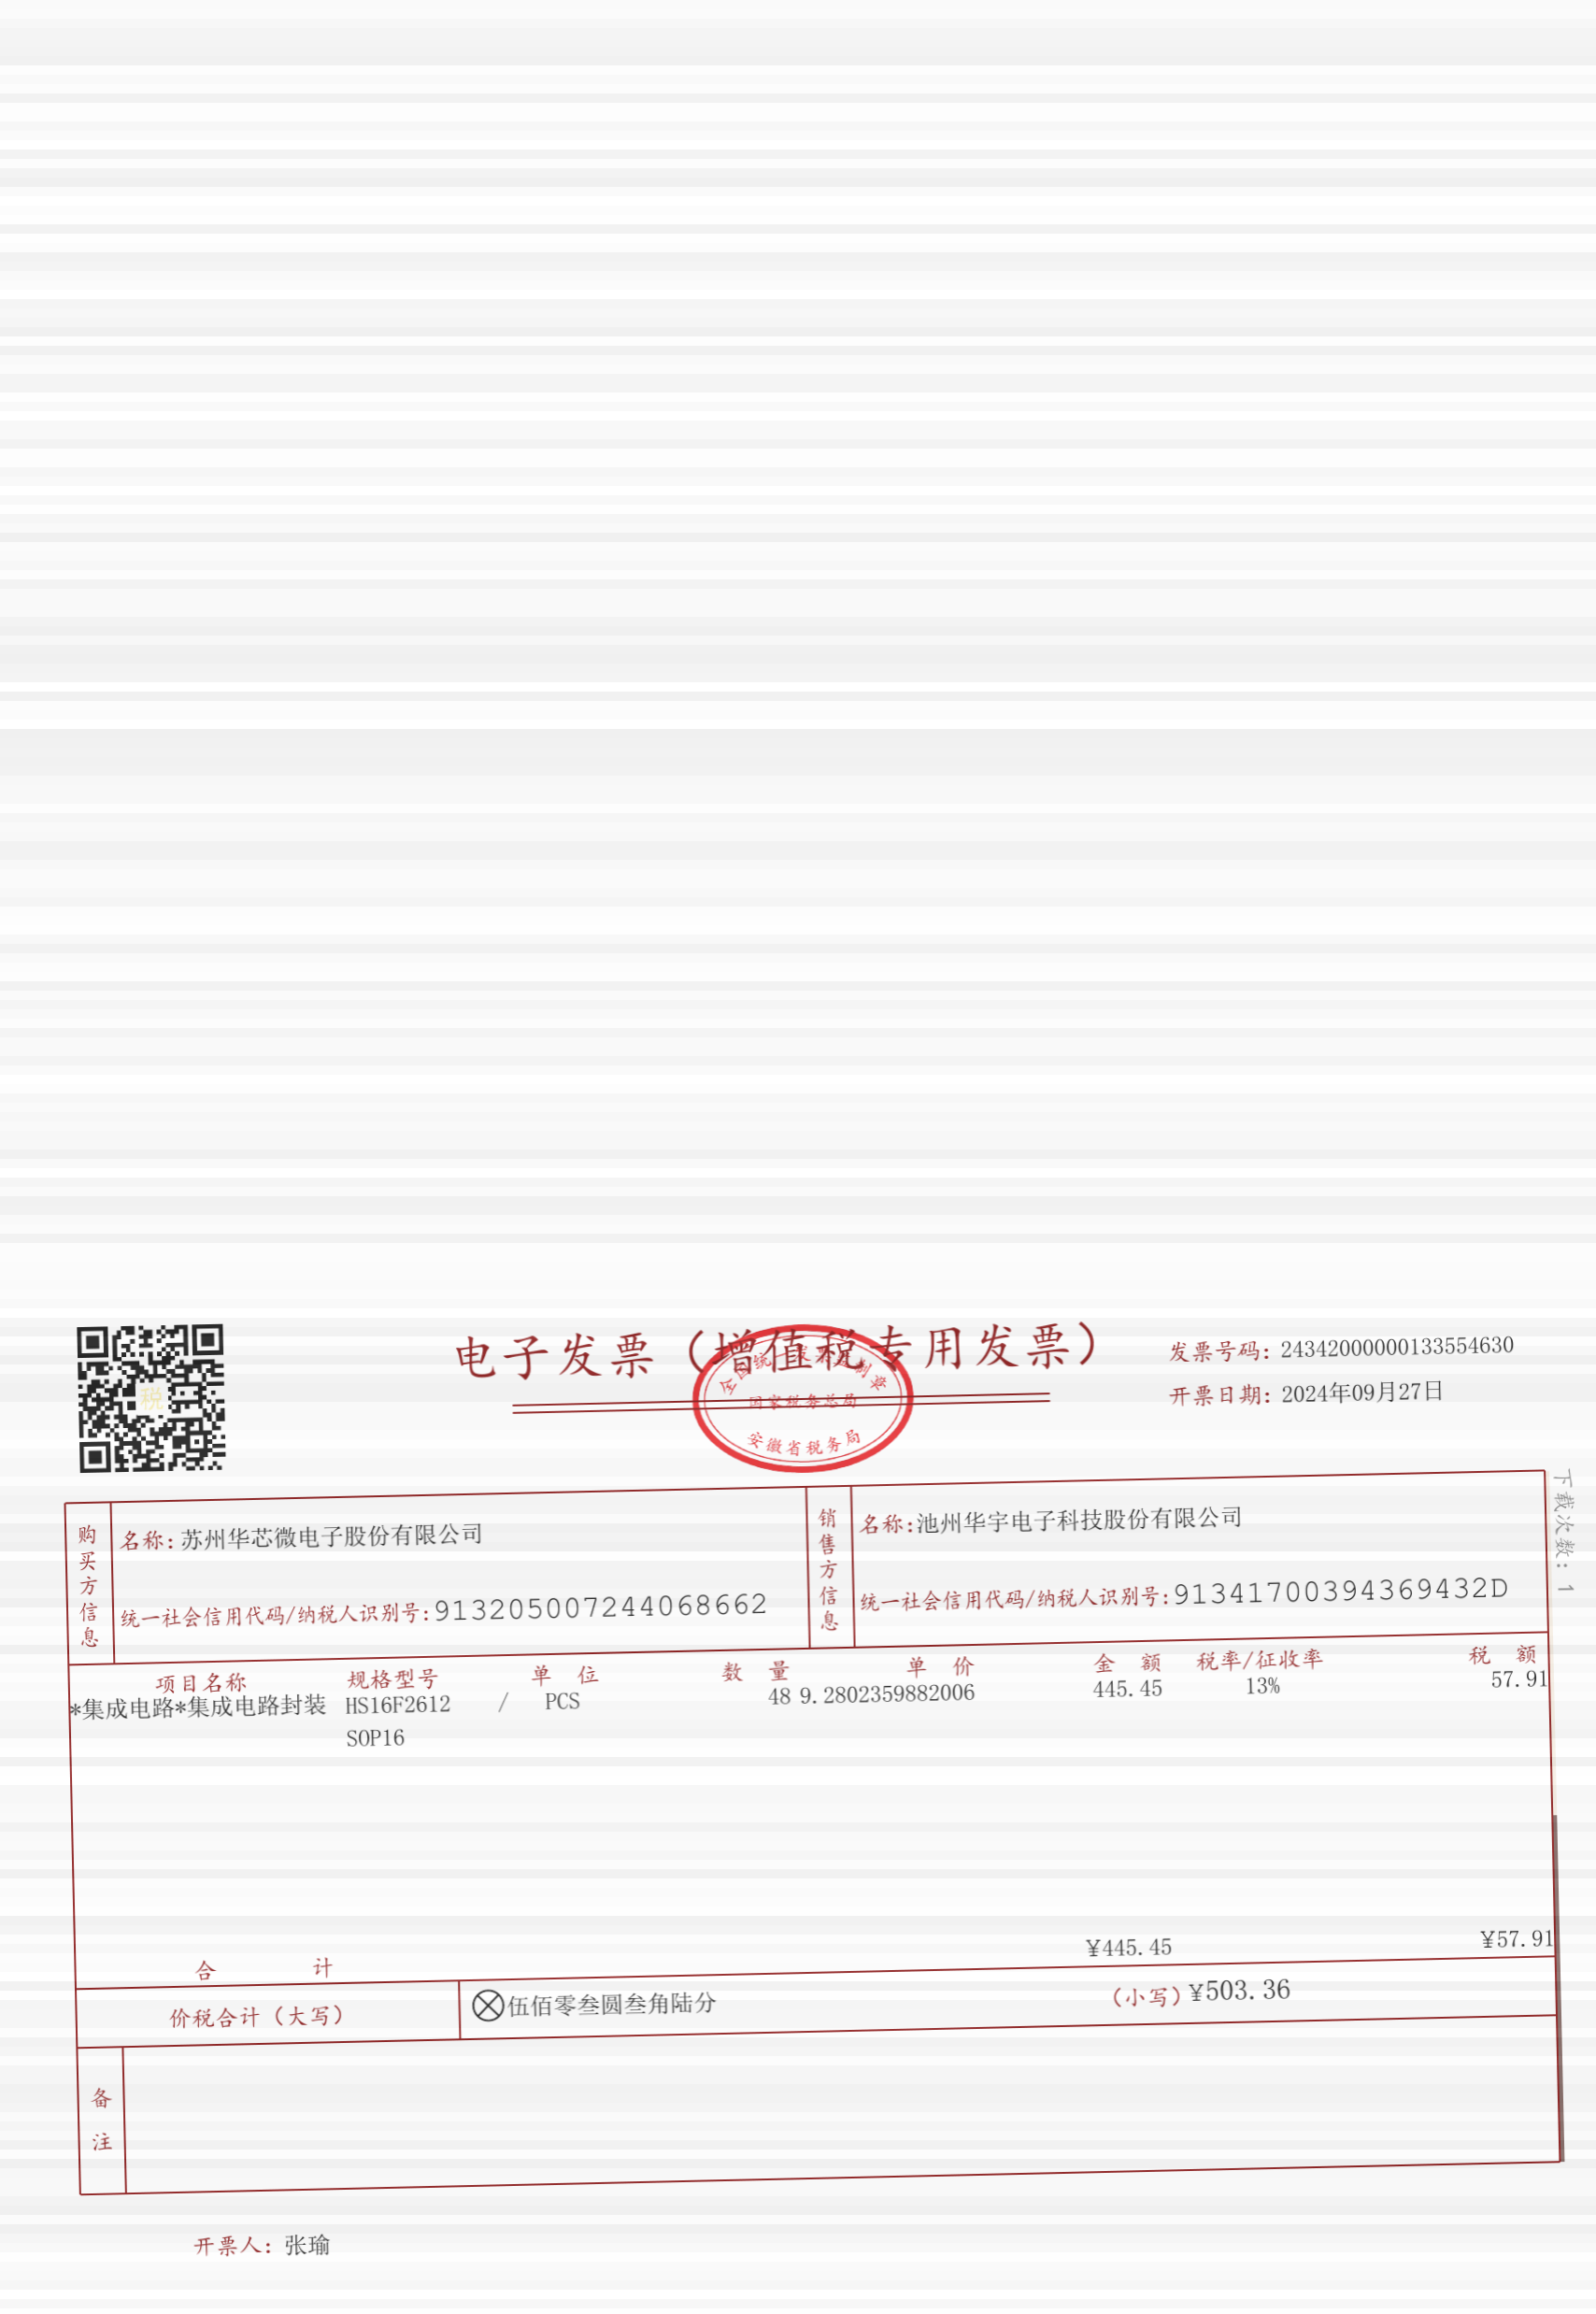 电子发票（增值税专用发票）
全国统一发票监制章
国家税务总局
安徽省税务局
税
发票号码：24342000000133554630
开票日期：2024年09月27日
下载次数：1
购买方信息
名称：苏州华芯微电子股份有限公司
统一社会信用代码/纳税人识别号：913205007244068662
销售方信息
名称：池州华宇电子科技股份有限公司
统一社会信用代码/纳税人识别号：913417003943694​32D
项目名称 规格型号 单位 数量 单价 金额 税率/征收率 税额
*集成电路*集成电路封装 HS16F2612 / PCS 48 9.2802359882006 445.45 13% 57.91
SOP16
合计 ¥445.45 ¥57.91
价税合计（大写） ⊗伍佰零叁圆叁角陆分 （小写）¥503.36
备注
开票人：张瑜